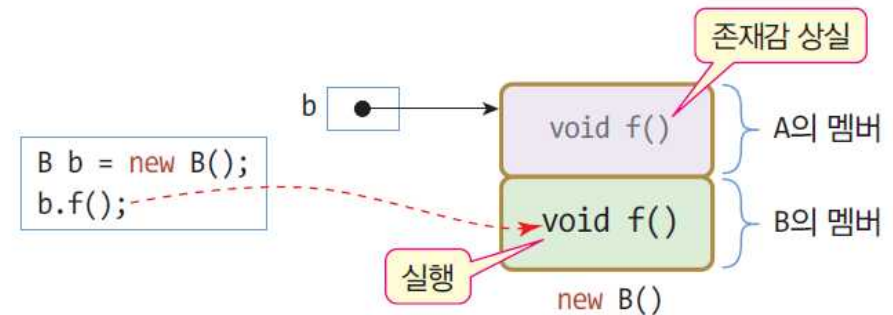 존재감 상실
b
void f()
A의 멤버
B b = new B();
b.f();
void f()
B의 멤버
실행
new B()